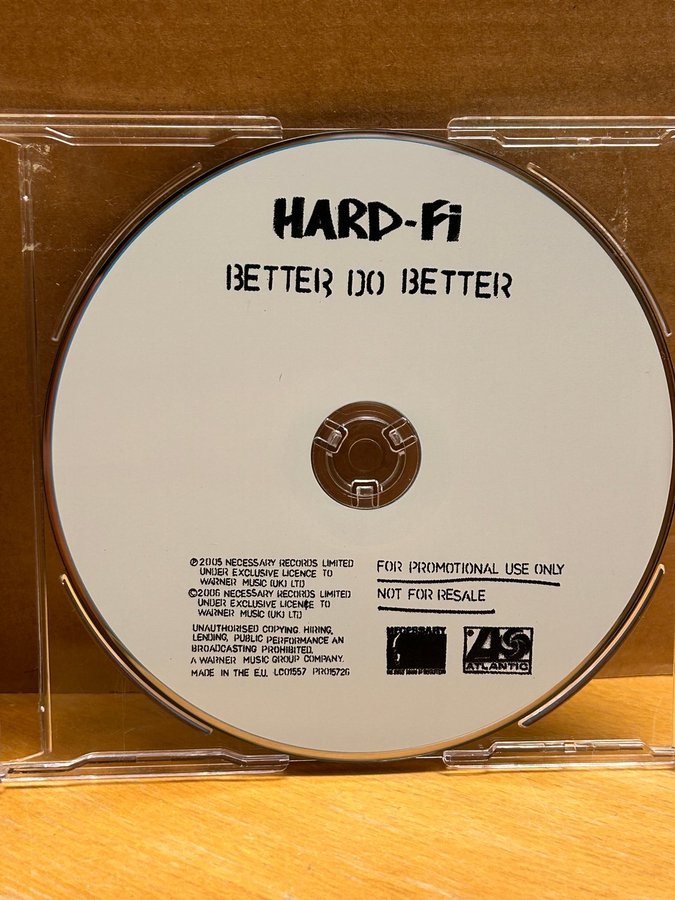 HARD-Fi
BETTER DO BETTER
℗ 2005 NECESSARY RECORDS LIMITED
UNDER EXCLUSIVE LICENCE TO
WARNER MUSIC (UK) LTD
© 2006 NECESSARY RECORDS LIMITED
UNDER EXCLUSIVE LICENCE TO
WARNER MUSIC (UK) LTD
UNAUTHORISED COPYING, HIRING,
LENDING, PUBLIC PERFORMANCE AN
BROADCASTING PROHIBITED.
A WARNER MUSIC GROUP COMPANY.
MADE IN THE E.U. LC01557 PR015726
FOR PROMOTIONAL USE ONLY
NOT FOR RESALE
NECESSARY
ATLANTIC